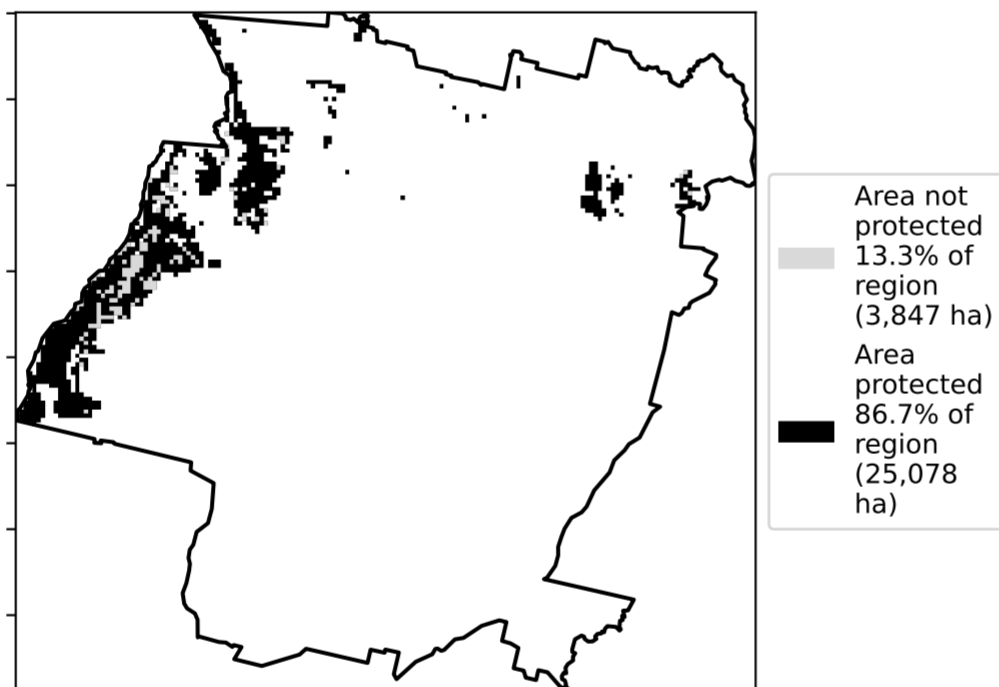 Area not
protected
13.3% of
region
(3,847 ha)
Area
protected
86.7% of
region
(25,078
ha)